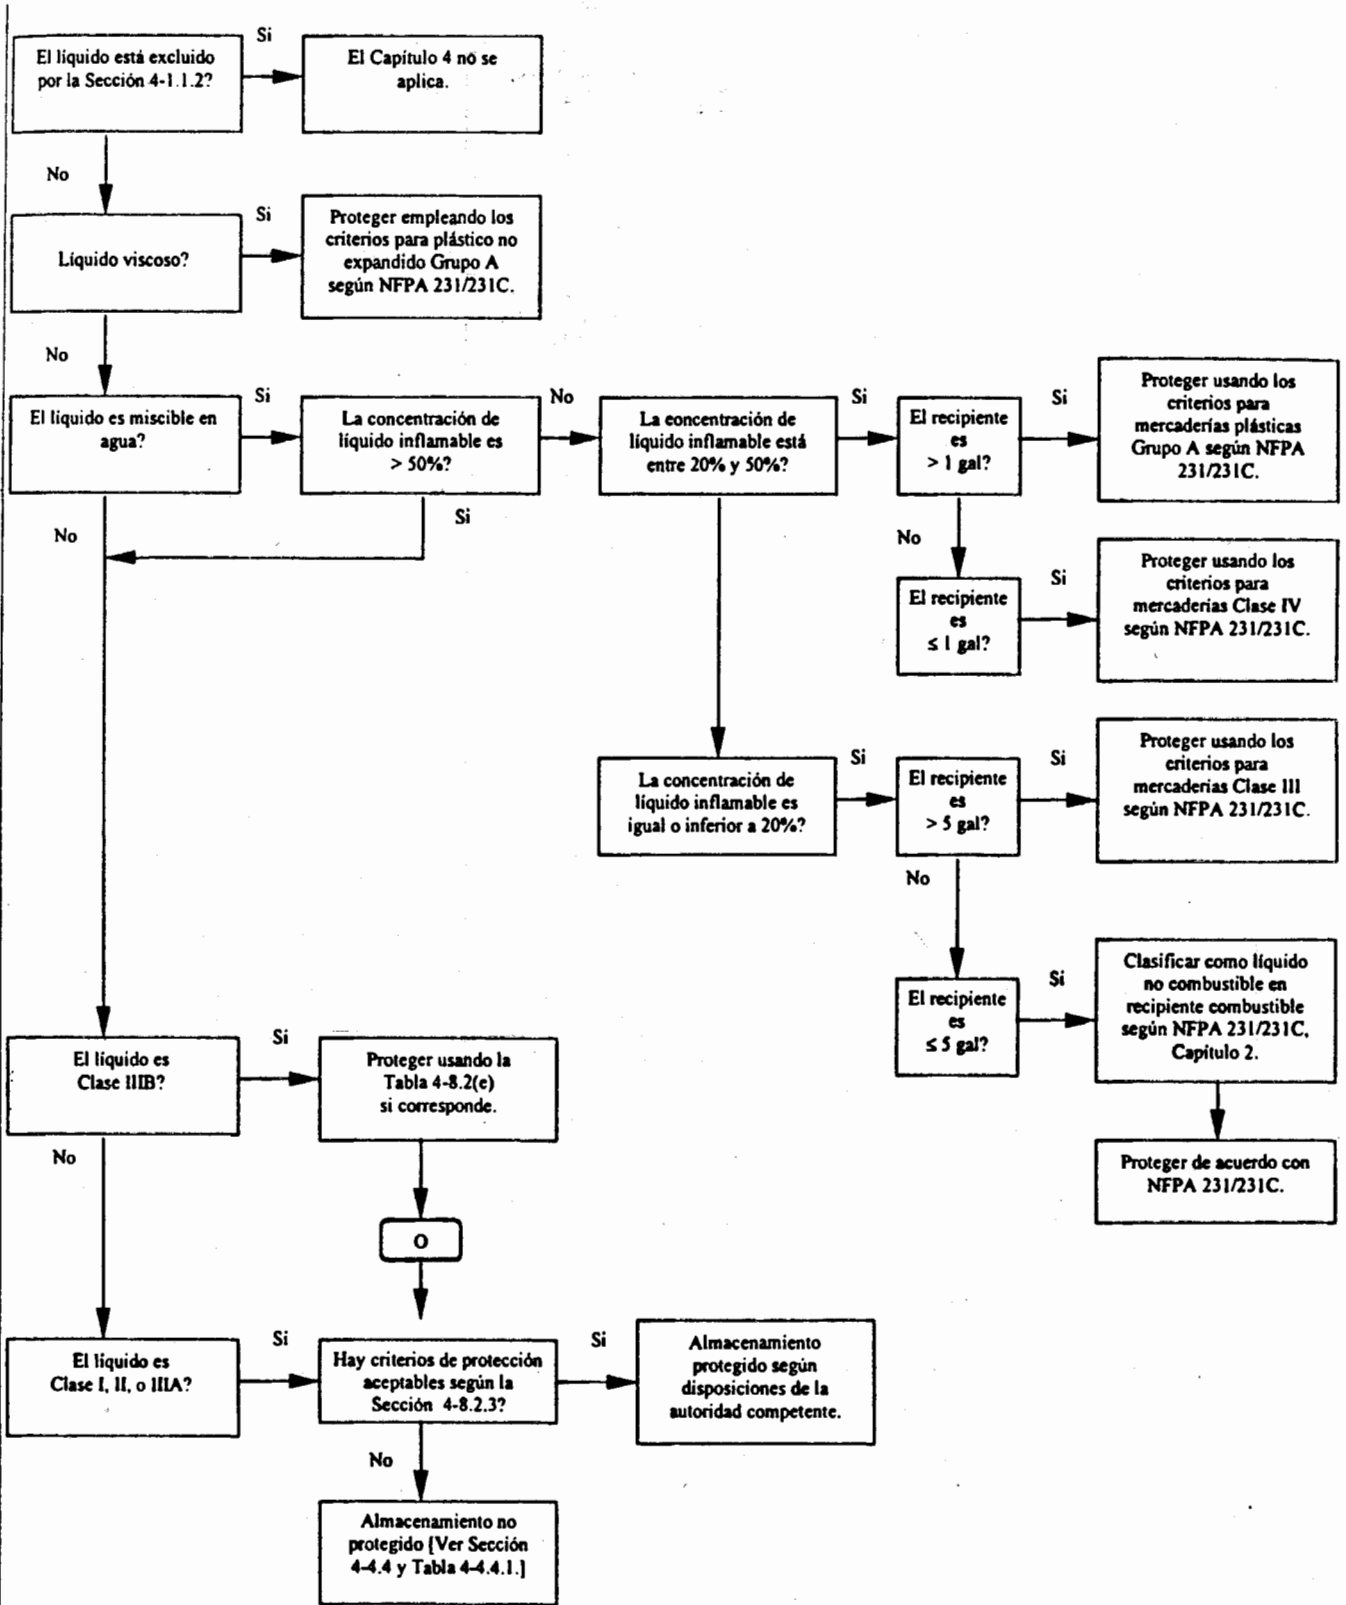 Si
El líquido está excluido
por la Sección 4-1.1.2?
El Capítulo 4 no se
aplica.
No
Líquido viscoso?
Si
Proteger empleando los
criterios para plástico no
expandido Grupo A
según NFPA 231/231C.
No
El líquido es miscible en
agua?
Si
La concentración de
líquido inflamable es
> 50%?
No
La concentración de
líquido inflamable está
entre 20% y 50%?
Si
El recipiente
es
> 1 gal?
Si
Proteger usando los
criterios para
mercaderías plásticas
Grupo A según NFPA
231/231C.
No
Si
No
El recipiente
es
≤ 1 gal?
Si
Proteger usando los
criterios para
mercaderías Clase IV
según NFPA 231/231C.
La concentración de
líquido inflamable es
igual o inferior a 20%?
Si
El recipiente
es
> 5 gal?
Si
Proteger usando los
criterios para
mercaderías Clase III
según NFPA 231/231C.
No
El recipiente
es
≤ 5 gal?
Si
Clasificar como líquido
no combustible en
recipiente combustible
según NFPA 231/231C,
Capítulo 2.
Proteger de acuerdo con
NFPA 231/231C.
El líquido es
Clase IIIB?
Si
Proteger usando la
Tabla 4-8.2(e)
si corresponde.
No
O
El líquido es
Clase I, II, o IIIA?
Si
Hay criterios de protección
aceptables según la
Sección 4-8.2.3?
Si
Almacenamiento
protegido según
disposiciones de la
autoridad competente.
No
Almacenamiento no
protegido [Ver Sección
4-4.4 y Tabla 4-4.4.1.]